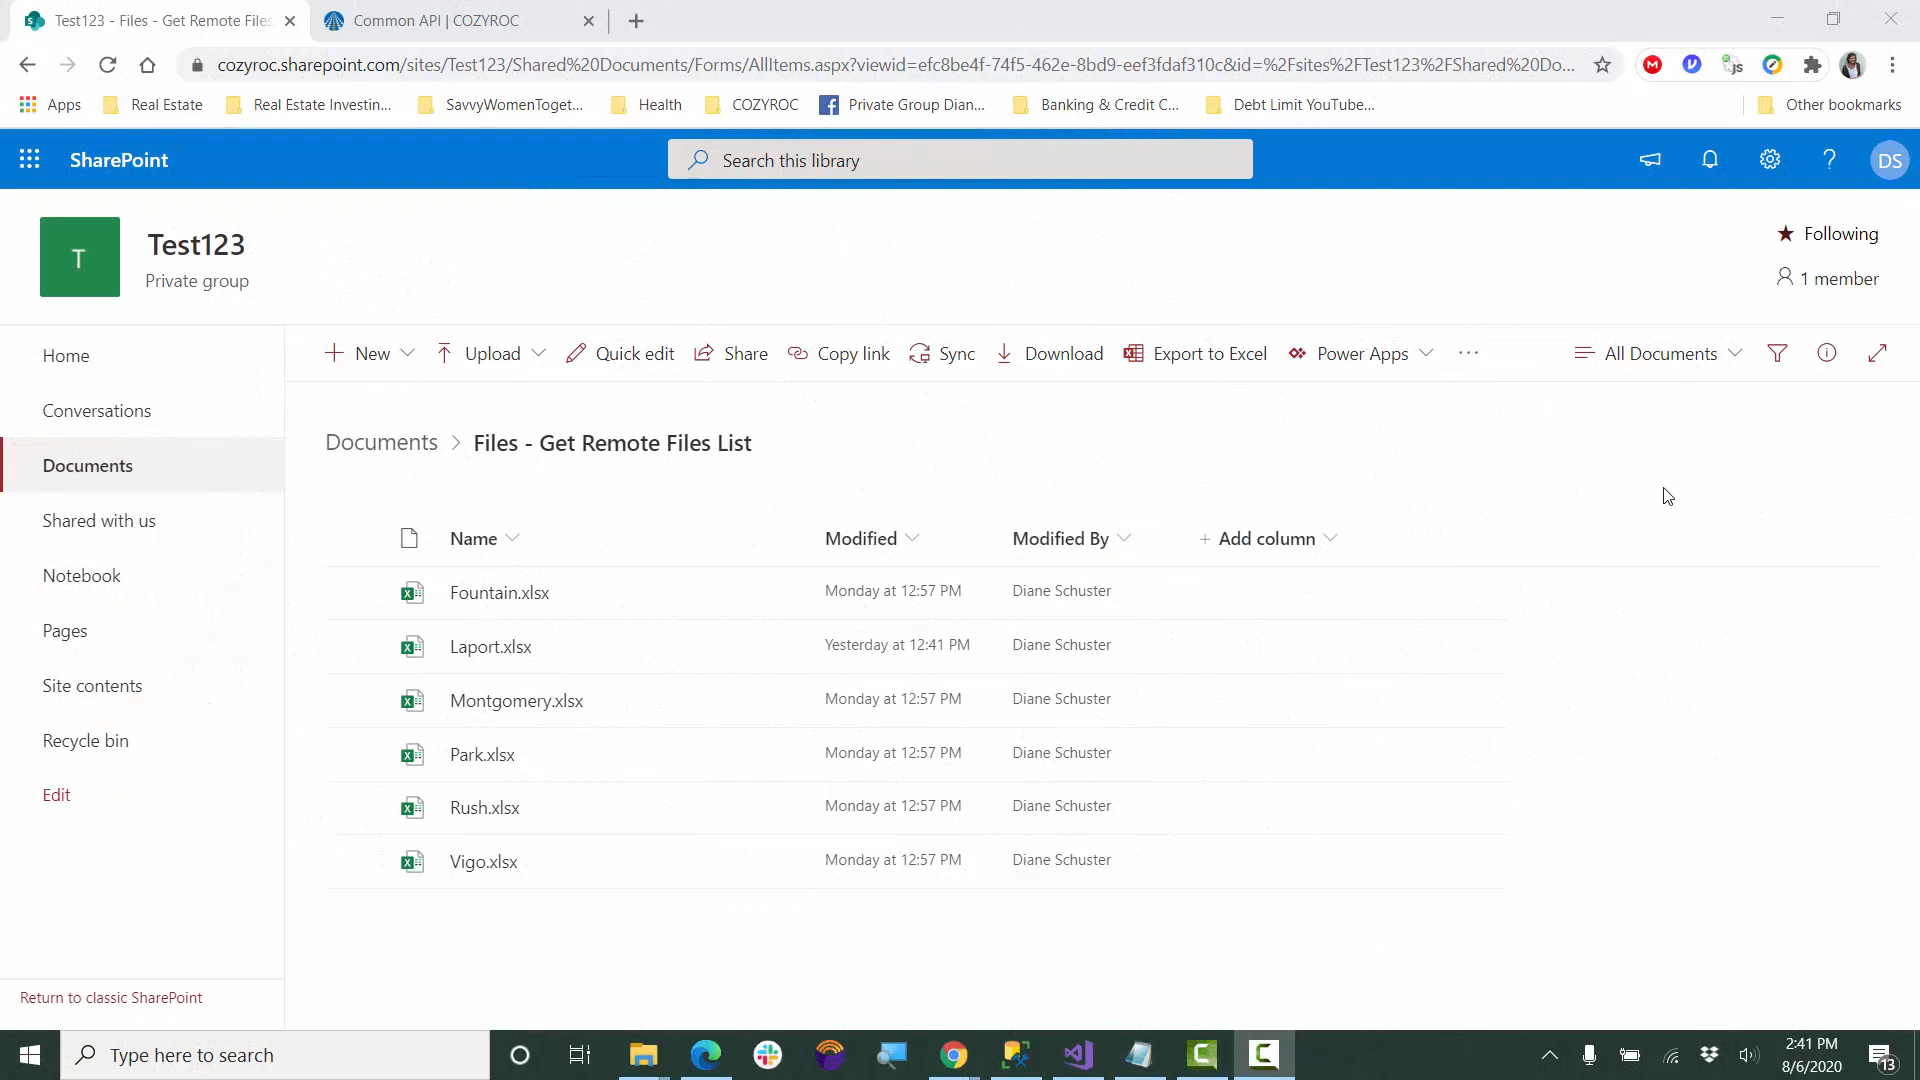 Test123 - Files - Get Remote Files
Common API | COZYROC
cozyroc.sharepoint.com/sites/Test123/Shared%20Documents/Forms/AllItems.aspx?viewid=efc8be4f-74f5-462e-8bd9-eef3fdaf310c&id=%2Fsites%2FTest123%2FShared%20Do...
Apps
Real Estate
Real Estate Investin...
SavvyWomenToget...
Health
COZYROC
Private Group Dian...
Banking & Credit C...
Debt Limit YouTube...
Other bookmarks
SharePoint
Search this library
DS
T
Test123
Private group
Following
1 member
Home
Conversations
Documents
Shared with us
Notebook
Pages
Site contents
Recycle bin
Edit
Return to classic SharePoint
New
Upload
Quick edit
Share
Copy link
Sync
Download
Export to Excel
Power Apps
All Documents
Documents > Files - Get Remote Files List
Name Modified Modified By + Add column
Fountain.xlsx Monday at 12:57 PM Diane Schuster
Laport.xlsx Yesterday at 12:41 PM Diane Schuster
Montgomery.xlsx Monday at 12:57 PM Diane Schuster
Park.xlsx Monday at 12:57 PM Diane Schuster
Rush.xlsx Monday at 12:57 PM Diane Schuster
Vigo.xlsx Monday at 12:57 PM Diane Schuster
Type here to search
2:41 PM
8/6/2020
13